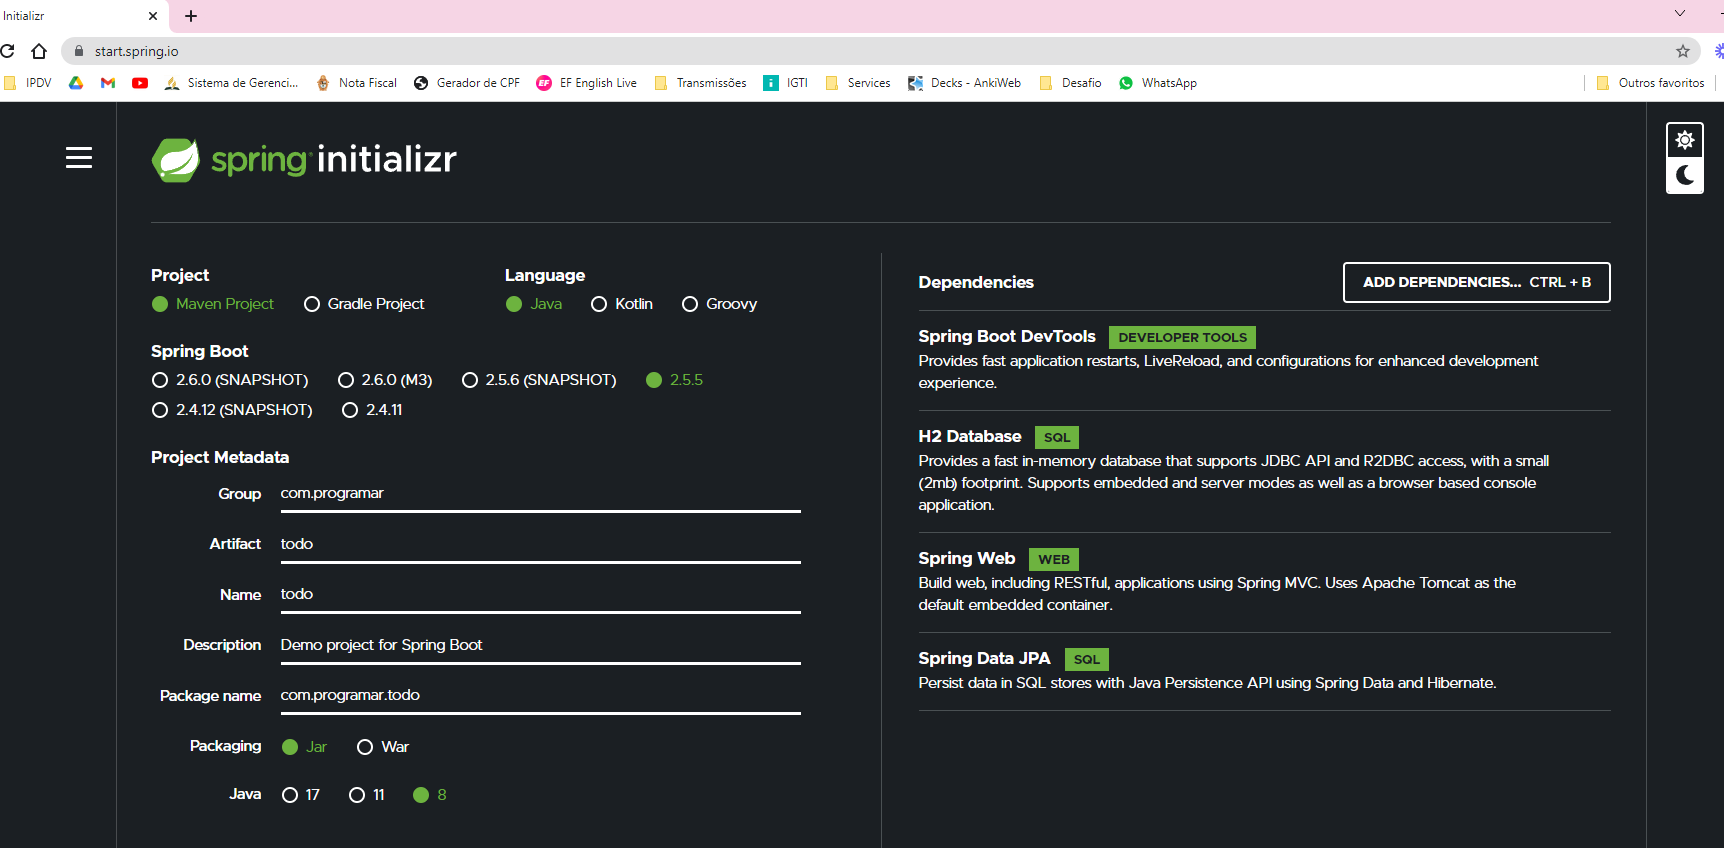 Initializr
start.spring.io
IPDV
Sistema de Gerenci...
Nota Fiscal
Gerador de CPF
EF
EF English Live
Transmissões
IGTI
Services
Decks - AnkiWeb
Desafio
WhatsApp
Outros favoritos
spring initializr
Project
Maven Project
Gradle Project
Language
Java
Kotlin
Groovy
Spring Boot
2.6.0 (SNAPSHOT)
2.6.0 (M3)
2.5.6 (SNAPSHOT)
2.5.5
2.4.12 (SNAPSHOT)
2.4.11
Project Metadata
Group com.programar
Artifact todo
Name todo
Description Demo project for Spring Boot
Package name com.programar.todo
Packaging Jar War
Java 17 11 8
Dependencies
ADD DEPENDENCIES... CTRL + B
Spring Boot DevTools DEVELOPER TOOLS
Provides fast application restarts, LiveReload, and configurations for enhanced development
experience.
H2 Database SQL
Provides a fast in-memory database that supports JDBC API and R2DBC access, with a small
(2mb) footprint. Supports embedded and server modes as well as a browser based console
application.
Spring Web WEB
Build web, including RESTful, applications using Spring MVC. Uses Apache Tomcat as the
default embedded container.
Spring Data JPA SQL
Persist data in SQL stores with Java Persistence API using Spring Data and Hibernate.